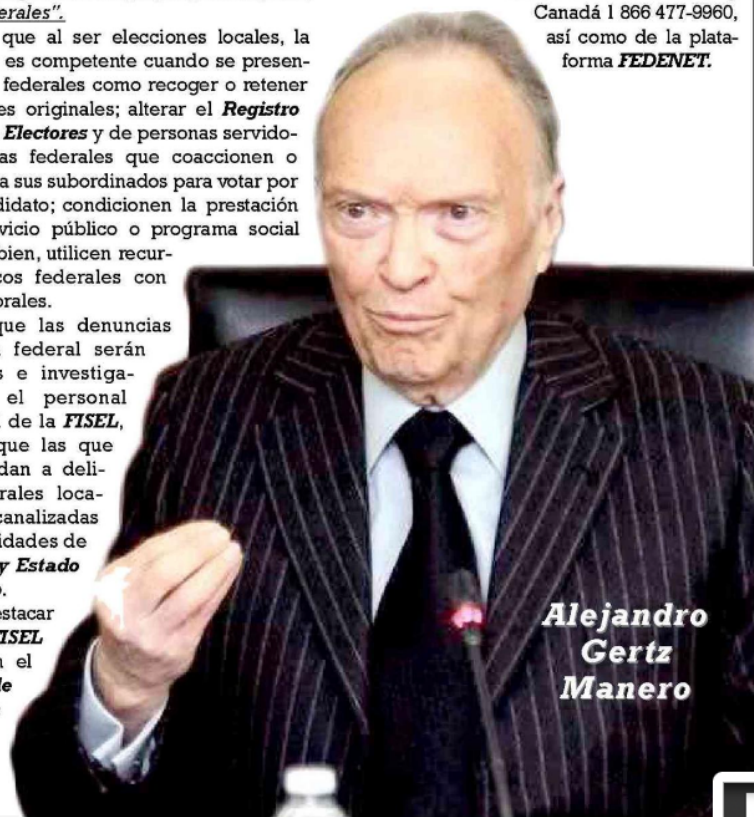 erales”.
que al ser elecciones locales, la
es competente cuando se presen-
federales como recoger o retener
es originales; alterar el Registro
Electores y de personas servido-
as federales que coaccionen o
a sus subordinados para votar por
didato; condicionen la prestación
vicio público o programa social
bien, utilicen recur-
cos federales con
orales.
que las denuncias
federal serán
s e investiga-
el personal
de la FISEL,
que las que
dan a deli-
rales loca-
canalizadas
idades de
y Estado
estacar
FISEL
n el
Canadá 1 866 477-9960,
así como de la plata-
forma FEDENET.
Alejandro
Gertz
Manero